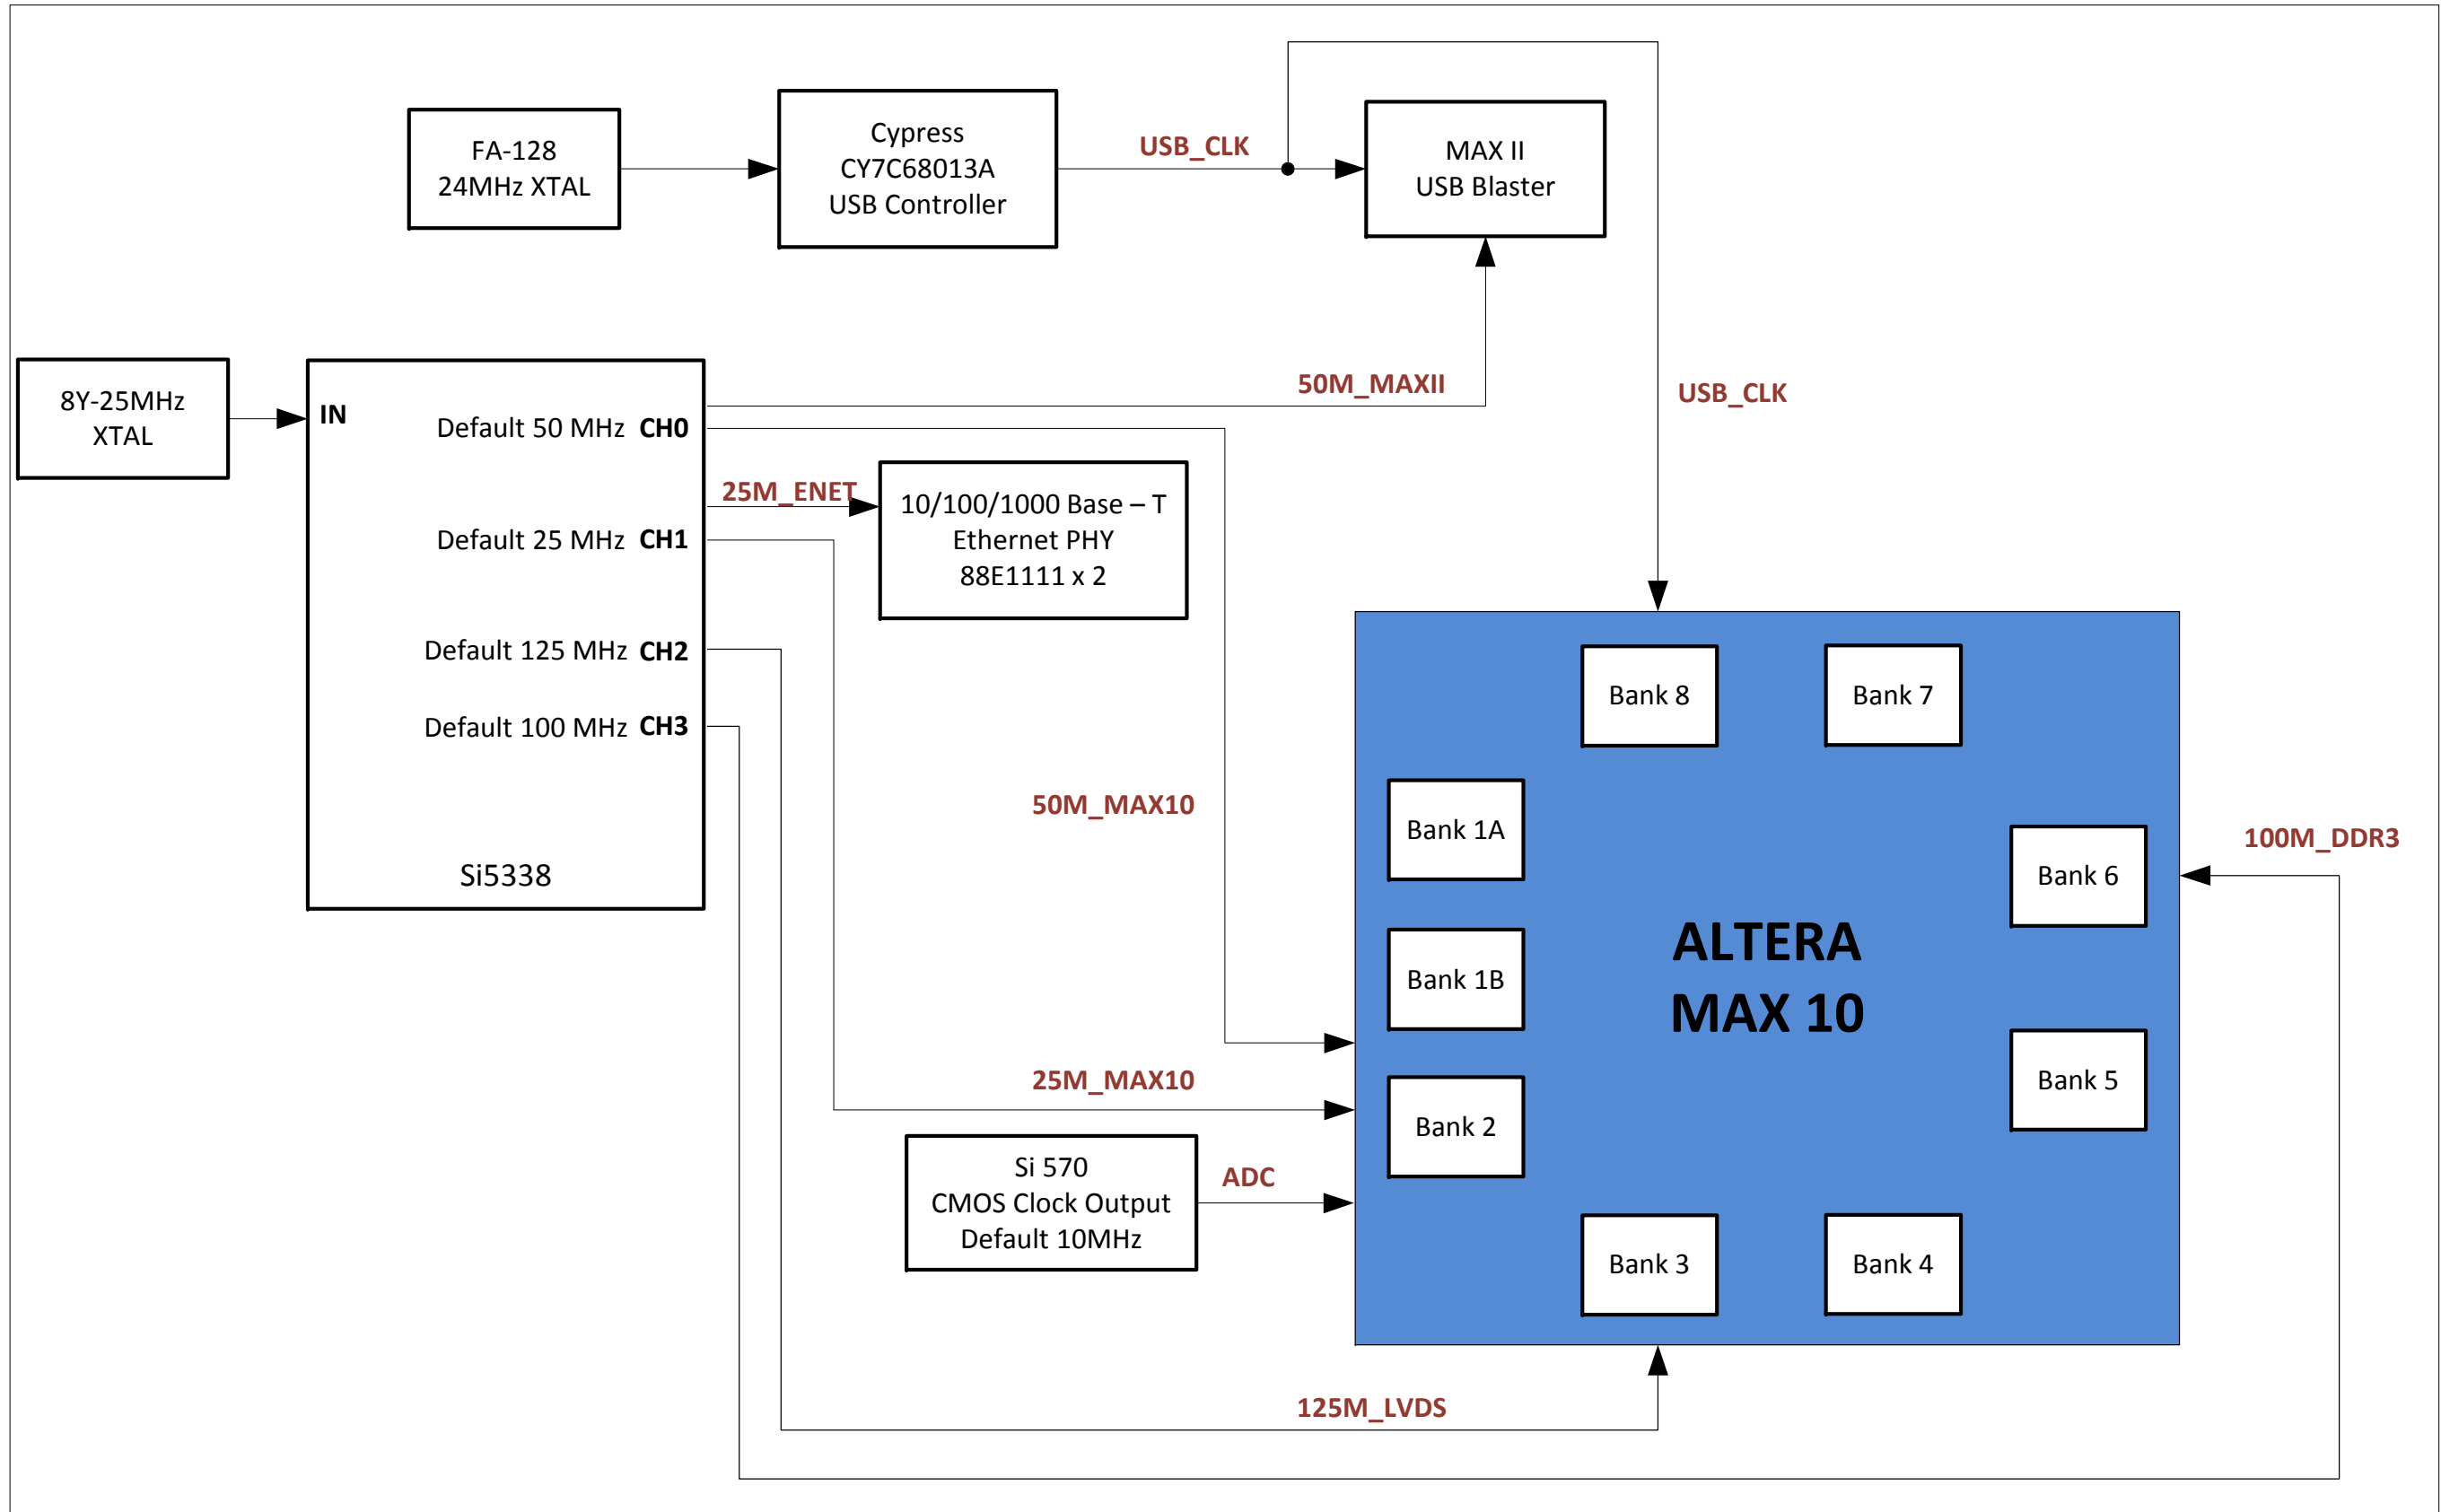 FA-128
24MHz XTAL
Cypress
CY7C68013A
USB Controller
USB_CLK
MAX II
USB Blaster
8Y-25MHz
XTAL
IN
Default 50 MHz CH0
Default 25 MHz CH1
Default 125 MHz CH2
Default 100 MHz CH3
Si5338
50M_MAXII
USB_CLK
25M_ENET
10/100/1000 Base – T
Ethernet PHY
88E1111 x 2
50M_MAX10
25M_MAX10
Si 570
CMOS Clock Output
Default 10MHz
ADC
125M_LVDS
100M_DDR3
Bank 8
Bank 7
Bank 1A
Bank 6
ALTERA
MAX 10
Bank 1B
Bank 5
Bank 2
Bank 3
Bank 4